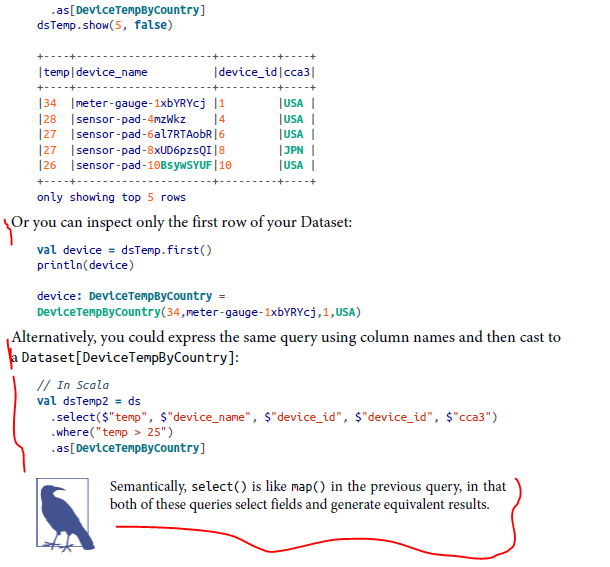 .as[DeviceTempByCountry]
dsTemp.show(5, false)
+----+---------------------+---------+----+
|temp|device_name          |device_id|cca3|
+----+---------------------+---------+----+
|34  |meter-gauge-1xbYRYcj |1        |USA |
|28  |sensor-pad-4mzWkz    |4        |USA |
|27  |sensor-pad-6al7RTAobR|6        |USA |
|27  |sensor-pad-8xUD6pzsQI|8        |JPN |
|26  |sensor-pad-10BsywSYUF|10       |USA |
+----+---------------------+---------+----+
only showing top 5 rows
Or you can inspect only the first row of your Dataset:
val device = dsTemp.first()
println(device)
device: DeviceTempByCountry =
DeviceTempByCountry(34,meter-gauge-1xbYRYcj,1,USA)
Alternatively, you could express the same query using column names and then cast to
a Dataset[DeviceTempByCountry]:
// In Scala
val dsTemp2 = ds
.select($"temp", $"device_name", $"device_id", $"device_id", $"cca3")
.where("temp > 25")
.as[DeviceTempByCountry]
Semantically, select() is like map() in the previous query, in that
both of these queries select fields and generate equivalent results.